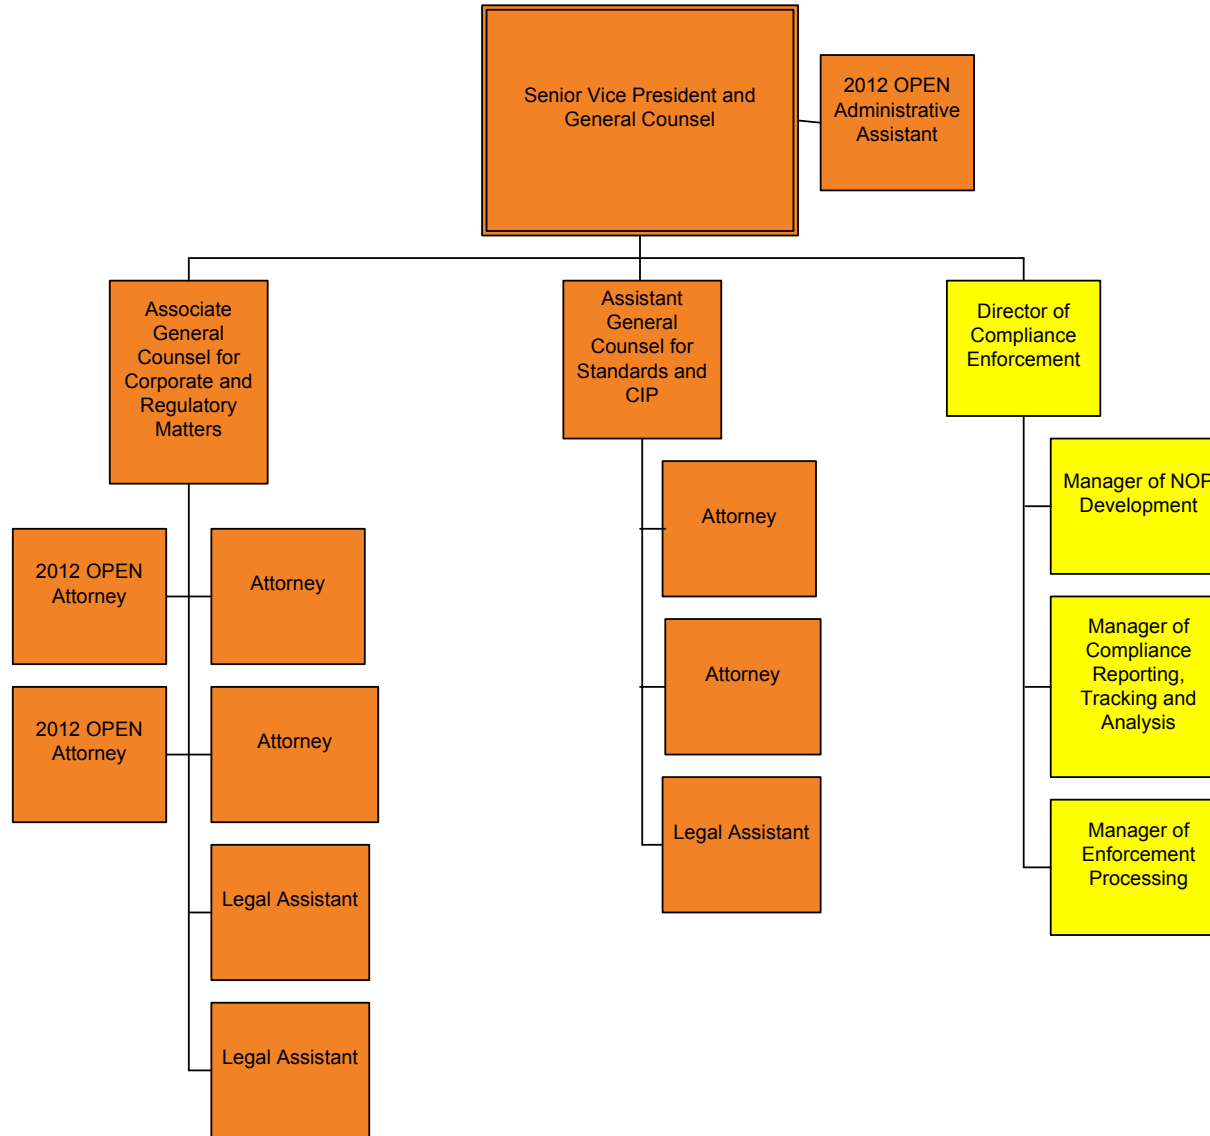 Senior Vice President and
General Counsel
2012 OPEN
Administrative
Assistant
Associate
General
Counsel for
Corporate and
Regulatory
Matters
Assistant
General
Counsel for
Standards and
CIP
Director of
Compliance
Enforcement
2012 OPEN
Attorney
Attorney
2012 OPEN
Attorney
Attorney
Legal Assistant
Legal Assistant
Attorney
Attorney
Legal Assistant
Manager of NOP
Development
Manager of
Compliance
Reporting,
Tracking and
Analysis
Manager of
Enforcement
Processing